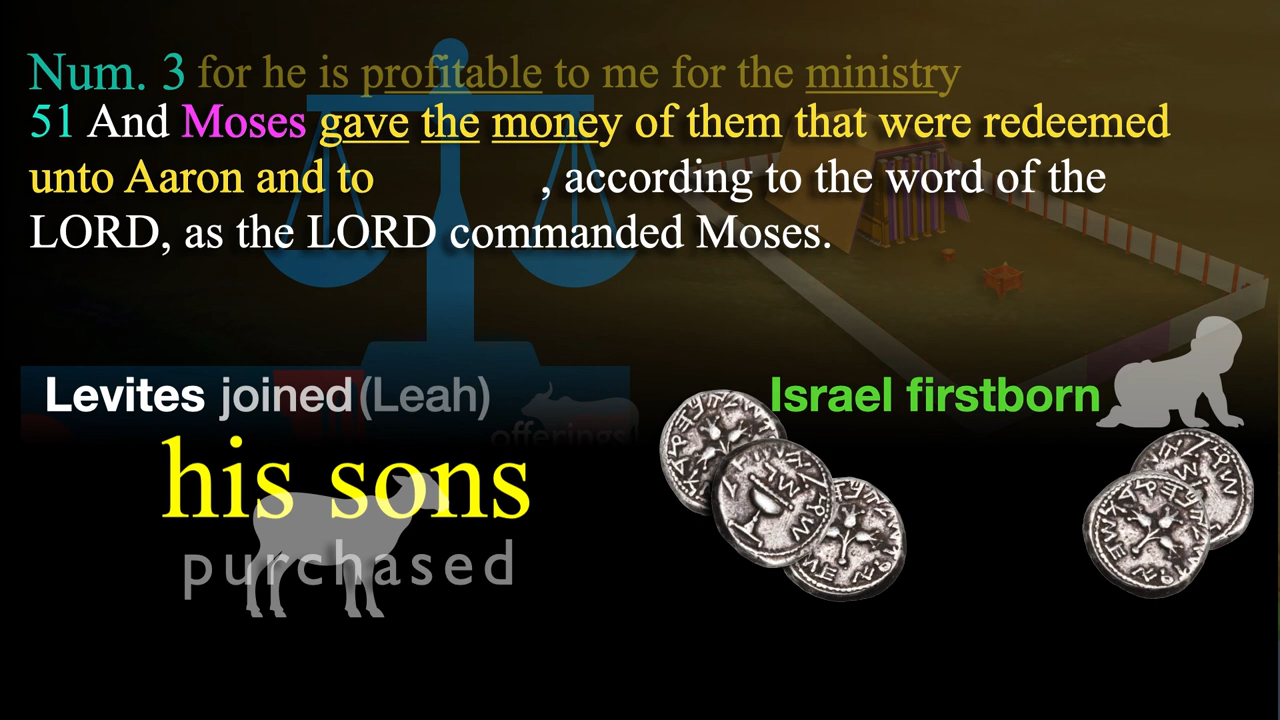 Num. 3 for he is profitable to me for the ministry
51 And Moses gave the money of them that were redeemed
unto Aaron and to , according to the word of the
LORD, as the LORD commanded Moses.
Levites joined (Leah)
Israel firstborn
offerings
his sons
purchased